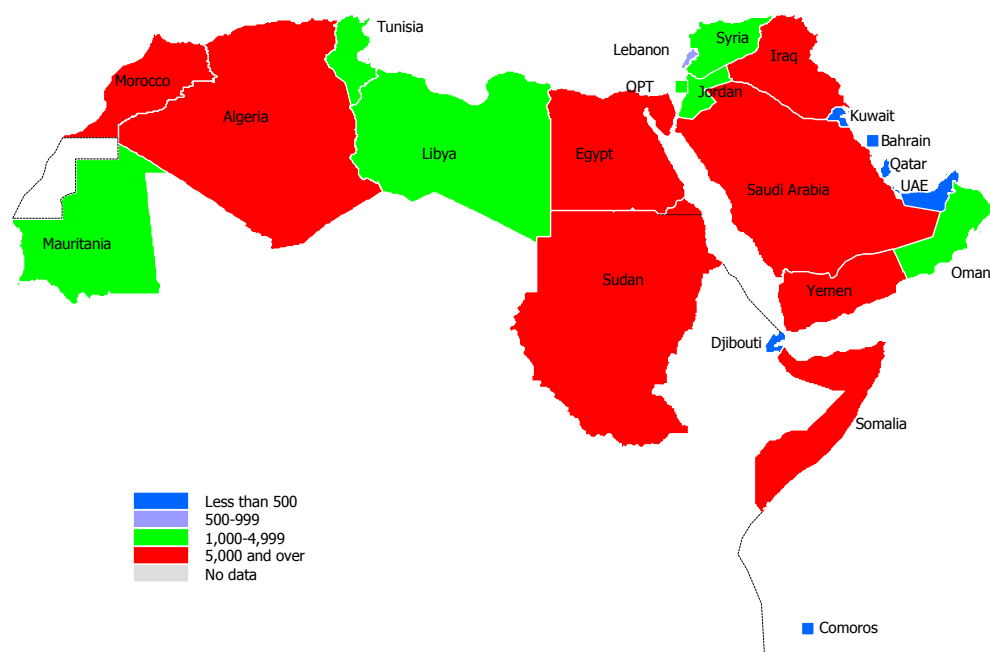 Tunisia
Syria
Lebanon
Iraq
Morocco
OPT
Jordan
Algeria
Kuwait
Bahrain
Libya
Egypt
Qatar
UAE
Saudi Arabia
Mauritania
Oman
Sudan
Yemen
Djibouti
Somalia
Less than 500
500-999
1,000-4,999
5,000 and over
No data
Comoros